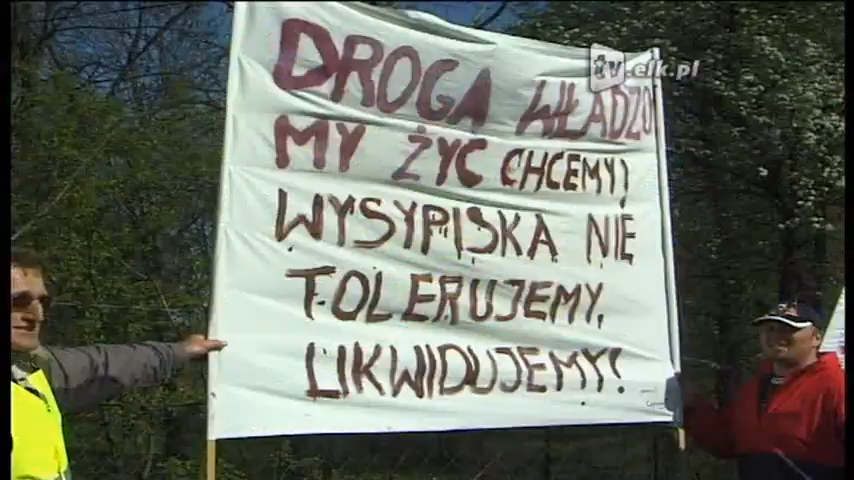 tv.elk.pl
DROGA WŁADZO
MY ŻYĆ CHCEMY!
WYSYPISKA NIE
TOLERUJEMY,
LIKWIDUJEMY!